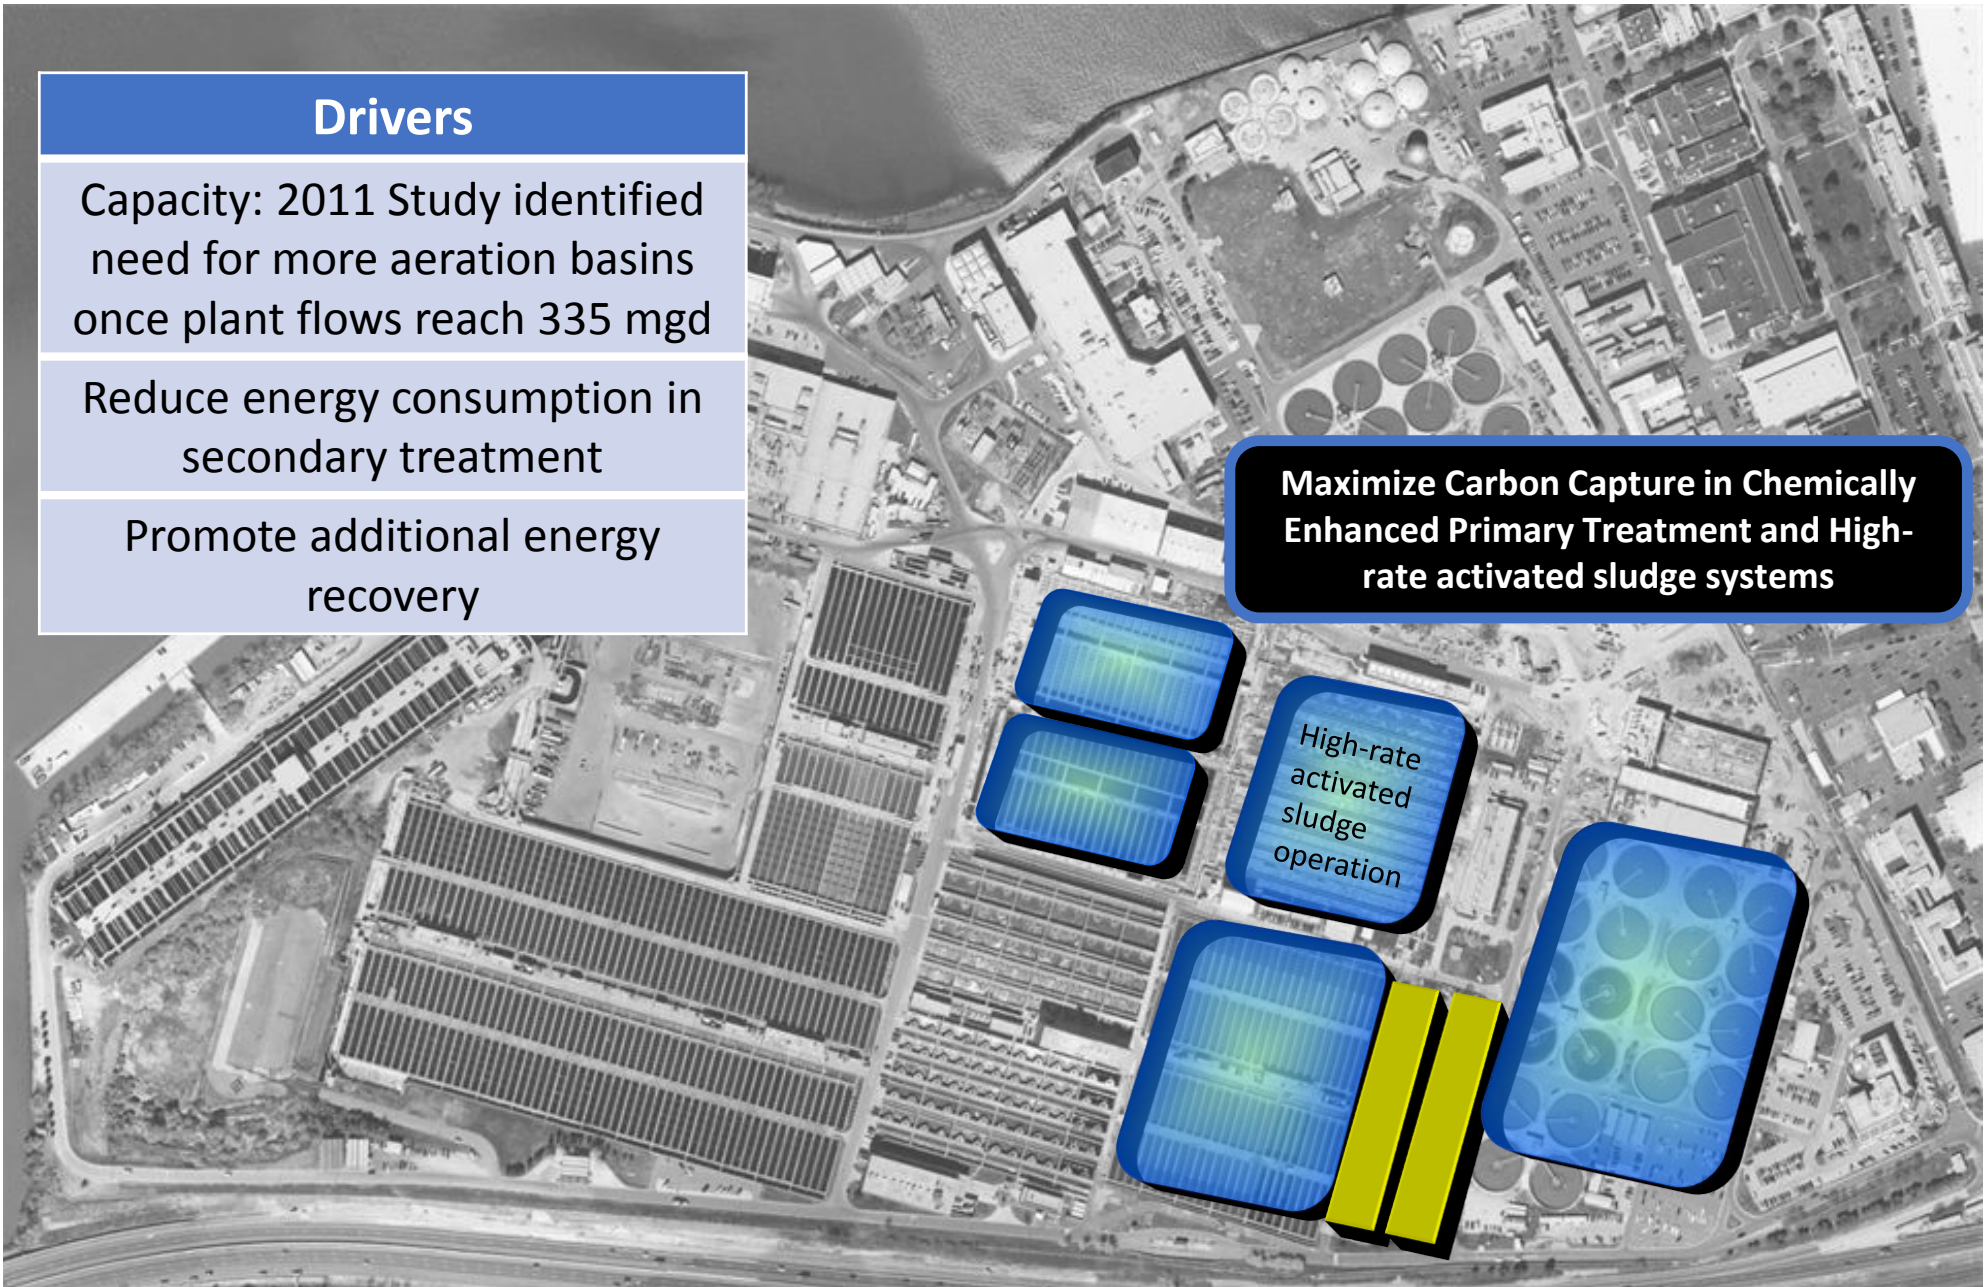 Drivers
Capacity: 2011 Study identified
need for more aeration basins
once plant flows reach 335 mgd
Reduce energy consumption in
secondary treatment
Promote additional energy
recovery
Maximize Carbon Capture in Chemically
Enhanced Primary Treatment and High-
rate activated sludge systems
High-rate
activated
sludge
operation